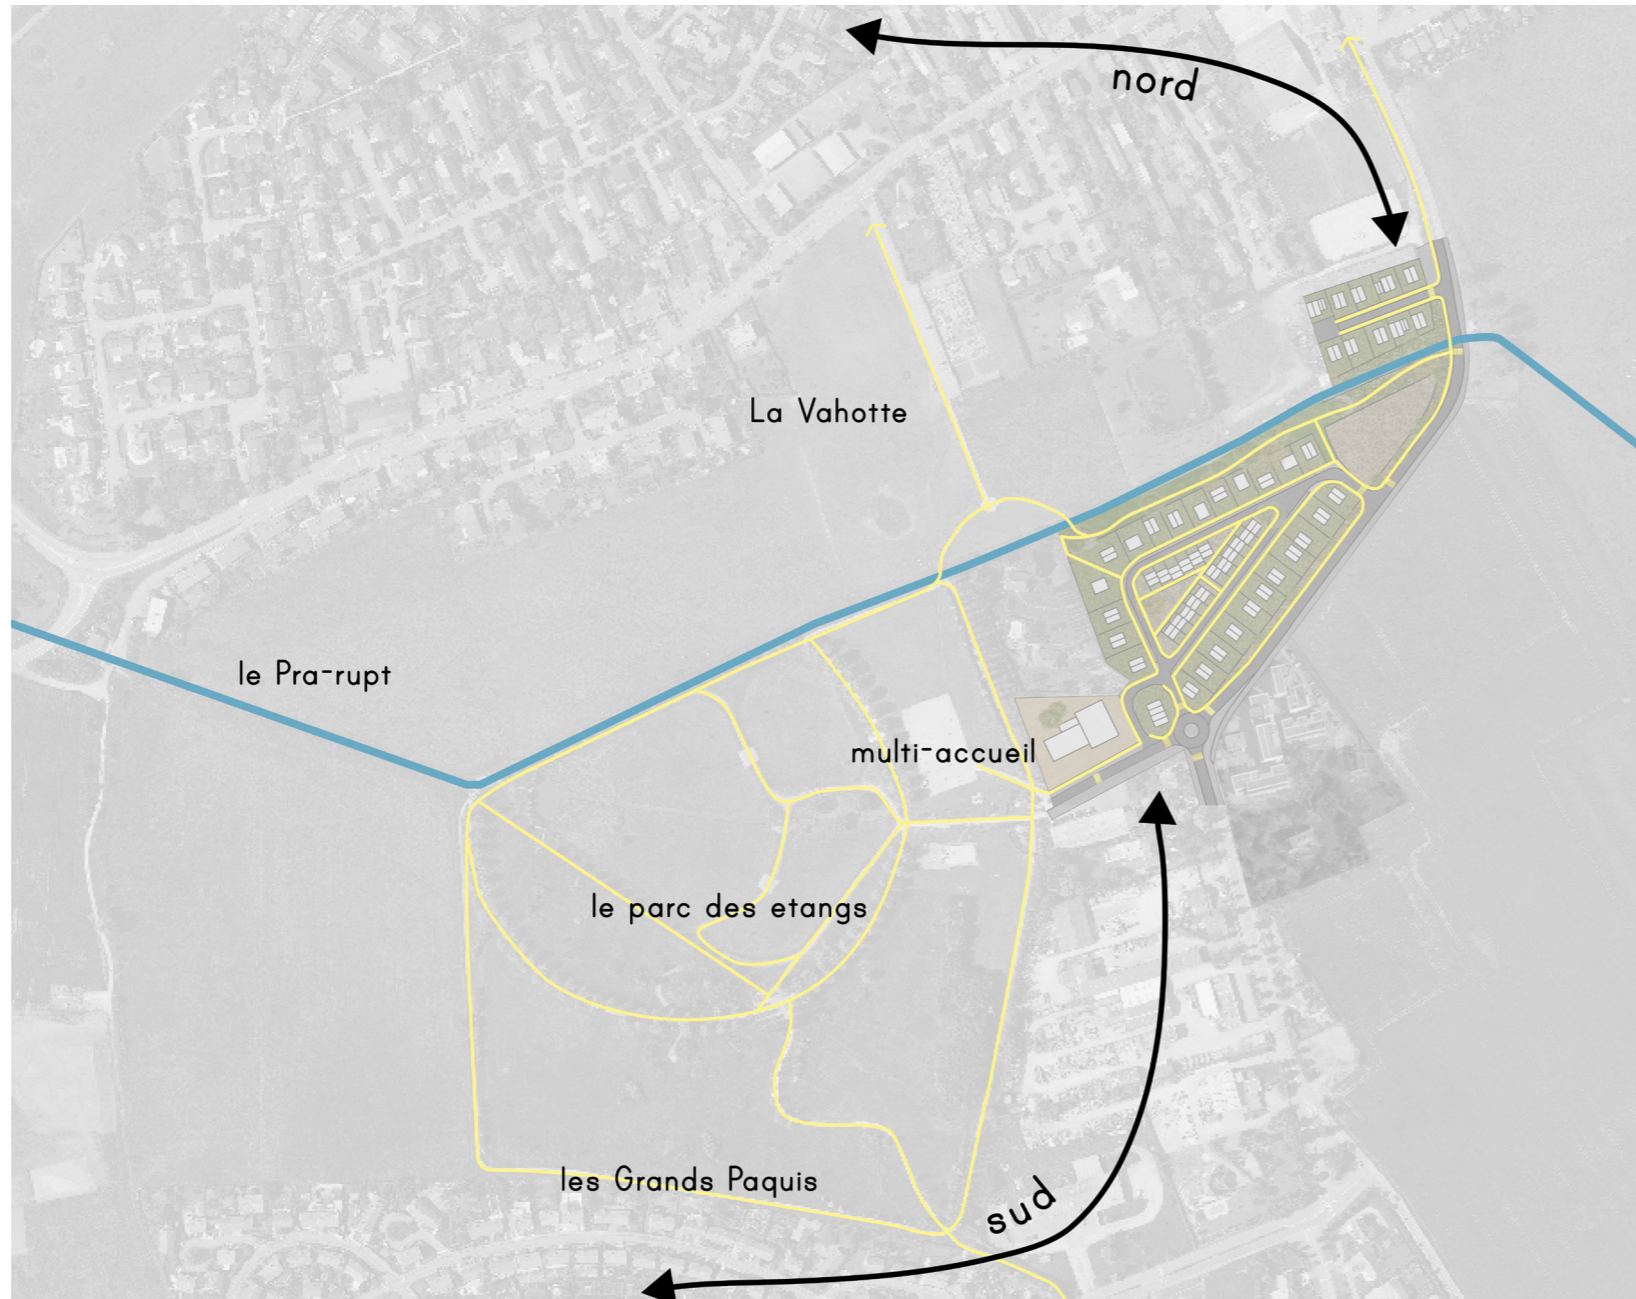 nord
La Vahotte
le Pra-rupt
multi-accueil
le parc des etangs
les Grands Paquis
sud